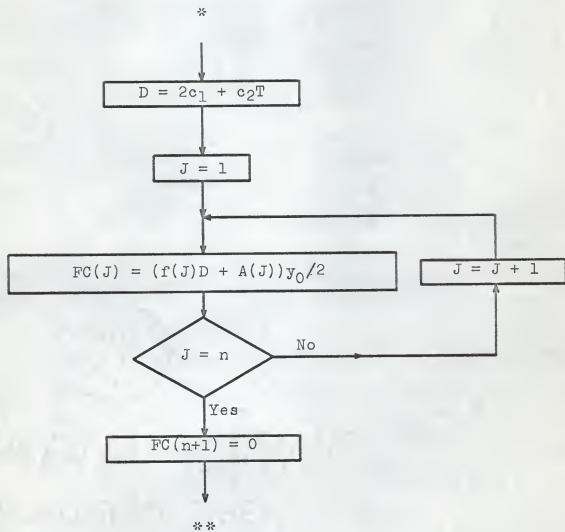 *
D = 2c₁ + c₂T
J = 1
FC(J) = (f(J)D + A(J))y₀/2
J = J + 1
J = n
No
Yes
FC(n+1) = 0
**